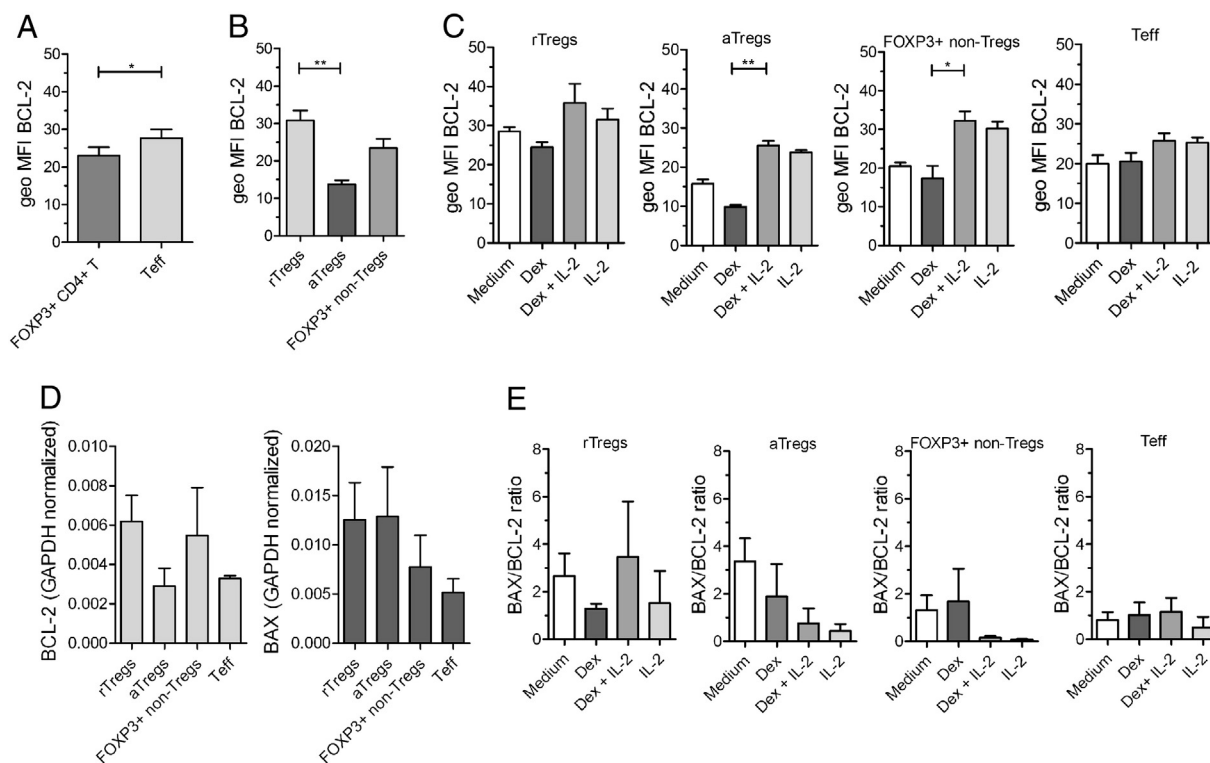 A
geo MFI BCL-2
50
40
30
20
10
0
*
FOXP3+ CD4+ T
Teff
B
geo MFI BCL-2
50
40
30
20
10
0
**
rTregs
aTregs
FOXP3+ non-Tregs
C
rTregs
geo MFI BCL-2
50
40
30
20
10
0
Medium
Dex
Dex + IL-2
IL-2
aTregs
geo MFI BCL-2
50
40
30
20
10
0
**
Medium
Dex
Dex + IL-2
IL-2
FOXP3+ non-Tregs
geo MFI BCL-2
50
40
30
20
10
0
*
Medium
Dex
Dex + IL-2
IL-2
Teff
geo MFI BCL-2
50
40
30
20
10
0
Medium
Dex
Dex + IL-2
IL-2
D
BCL-2 (GAPDH normalized)
0.010
0.008
0.006
0.004
0.002
0.000
rTregs
aTregs
FOXP3+ non-Tregs
Teff
BAX (GAPDH normalized)
0.020
0.015
0.010
0.005
0.000
rTregs
aTregs
FOXP3+ non-Tregs
Teff
E
rTregs
BAX/BCL-2 ratio
8
6
4
2
0
Medium
Dex
Dex + IL-2
IL-2
aTregs
BAX/BCL-2 ratio
8
6
4
2
0
Medium
Dex
Dex + IL-2
IL-2
FOXP3+ non-Tregs
BAX/BCL-2 ratio
8
6
4
2
0
Medium
Dex
Dex + IL-2
IL-2
Teff
BAX/BCL-2 ratio
8
6
4
2
0
Medium
Dex
Dex+ IL-2
IL-2